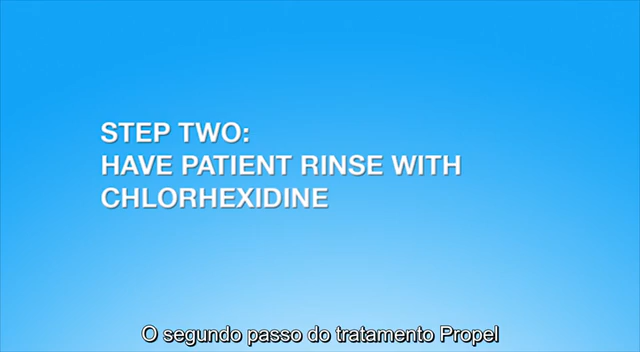 STEP TWO:
HAVE PATIENT RINSE WITH
CHLORHEXIDINE
O segundo passo do tratamento Propel